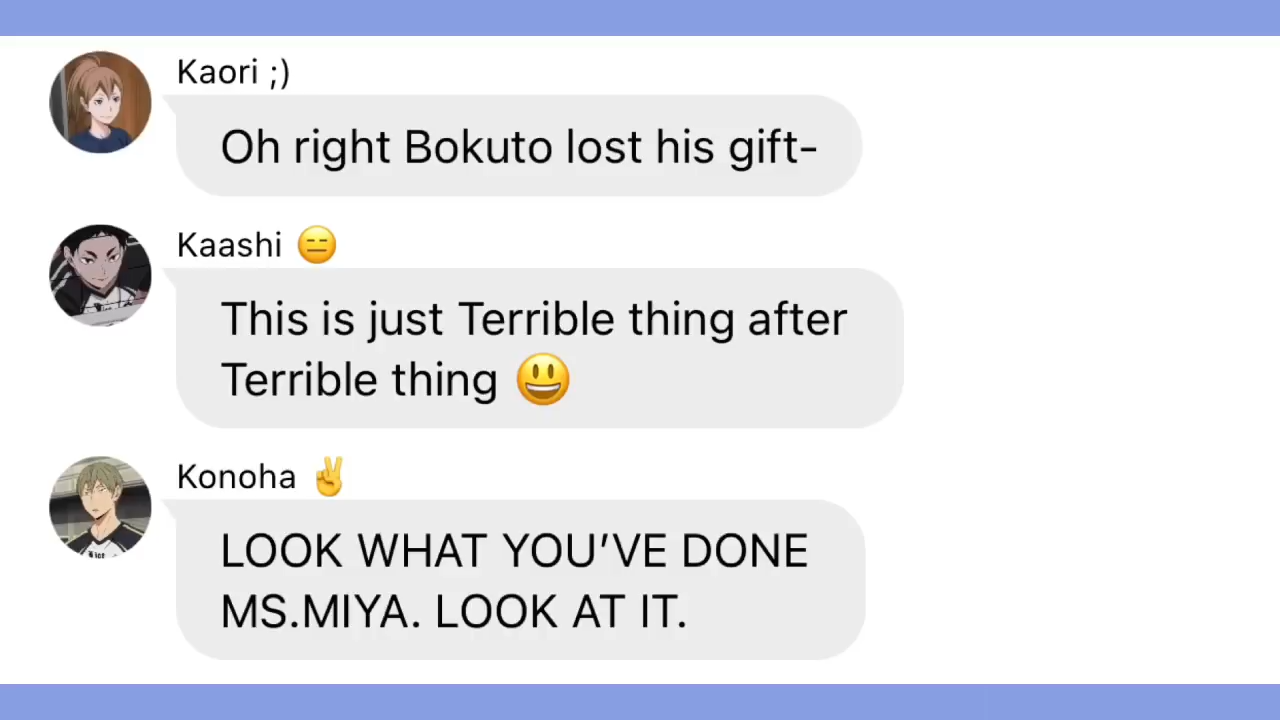 Kaori ;)
Oh right Bokuto lost his gift-
Kaashi 😑
This is just Terrible thing after
Terrible thing 😃
Konoha ✌️
LOOK WHAT YOU’VE DONE
MS.MIYA. LOOK AT IT.